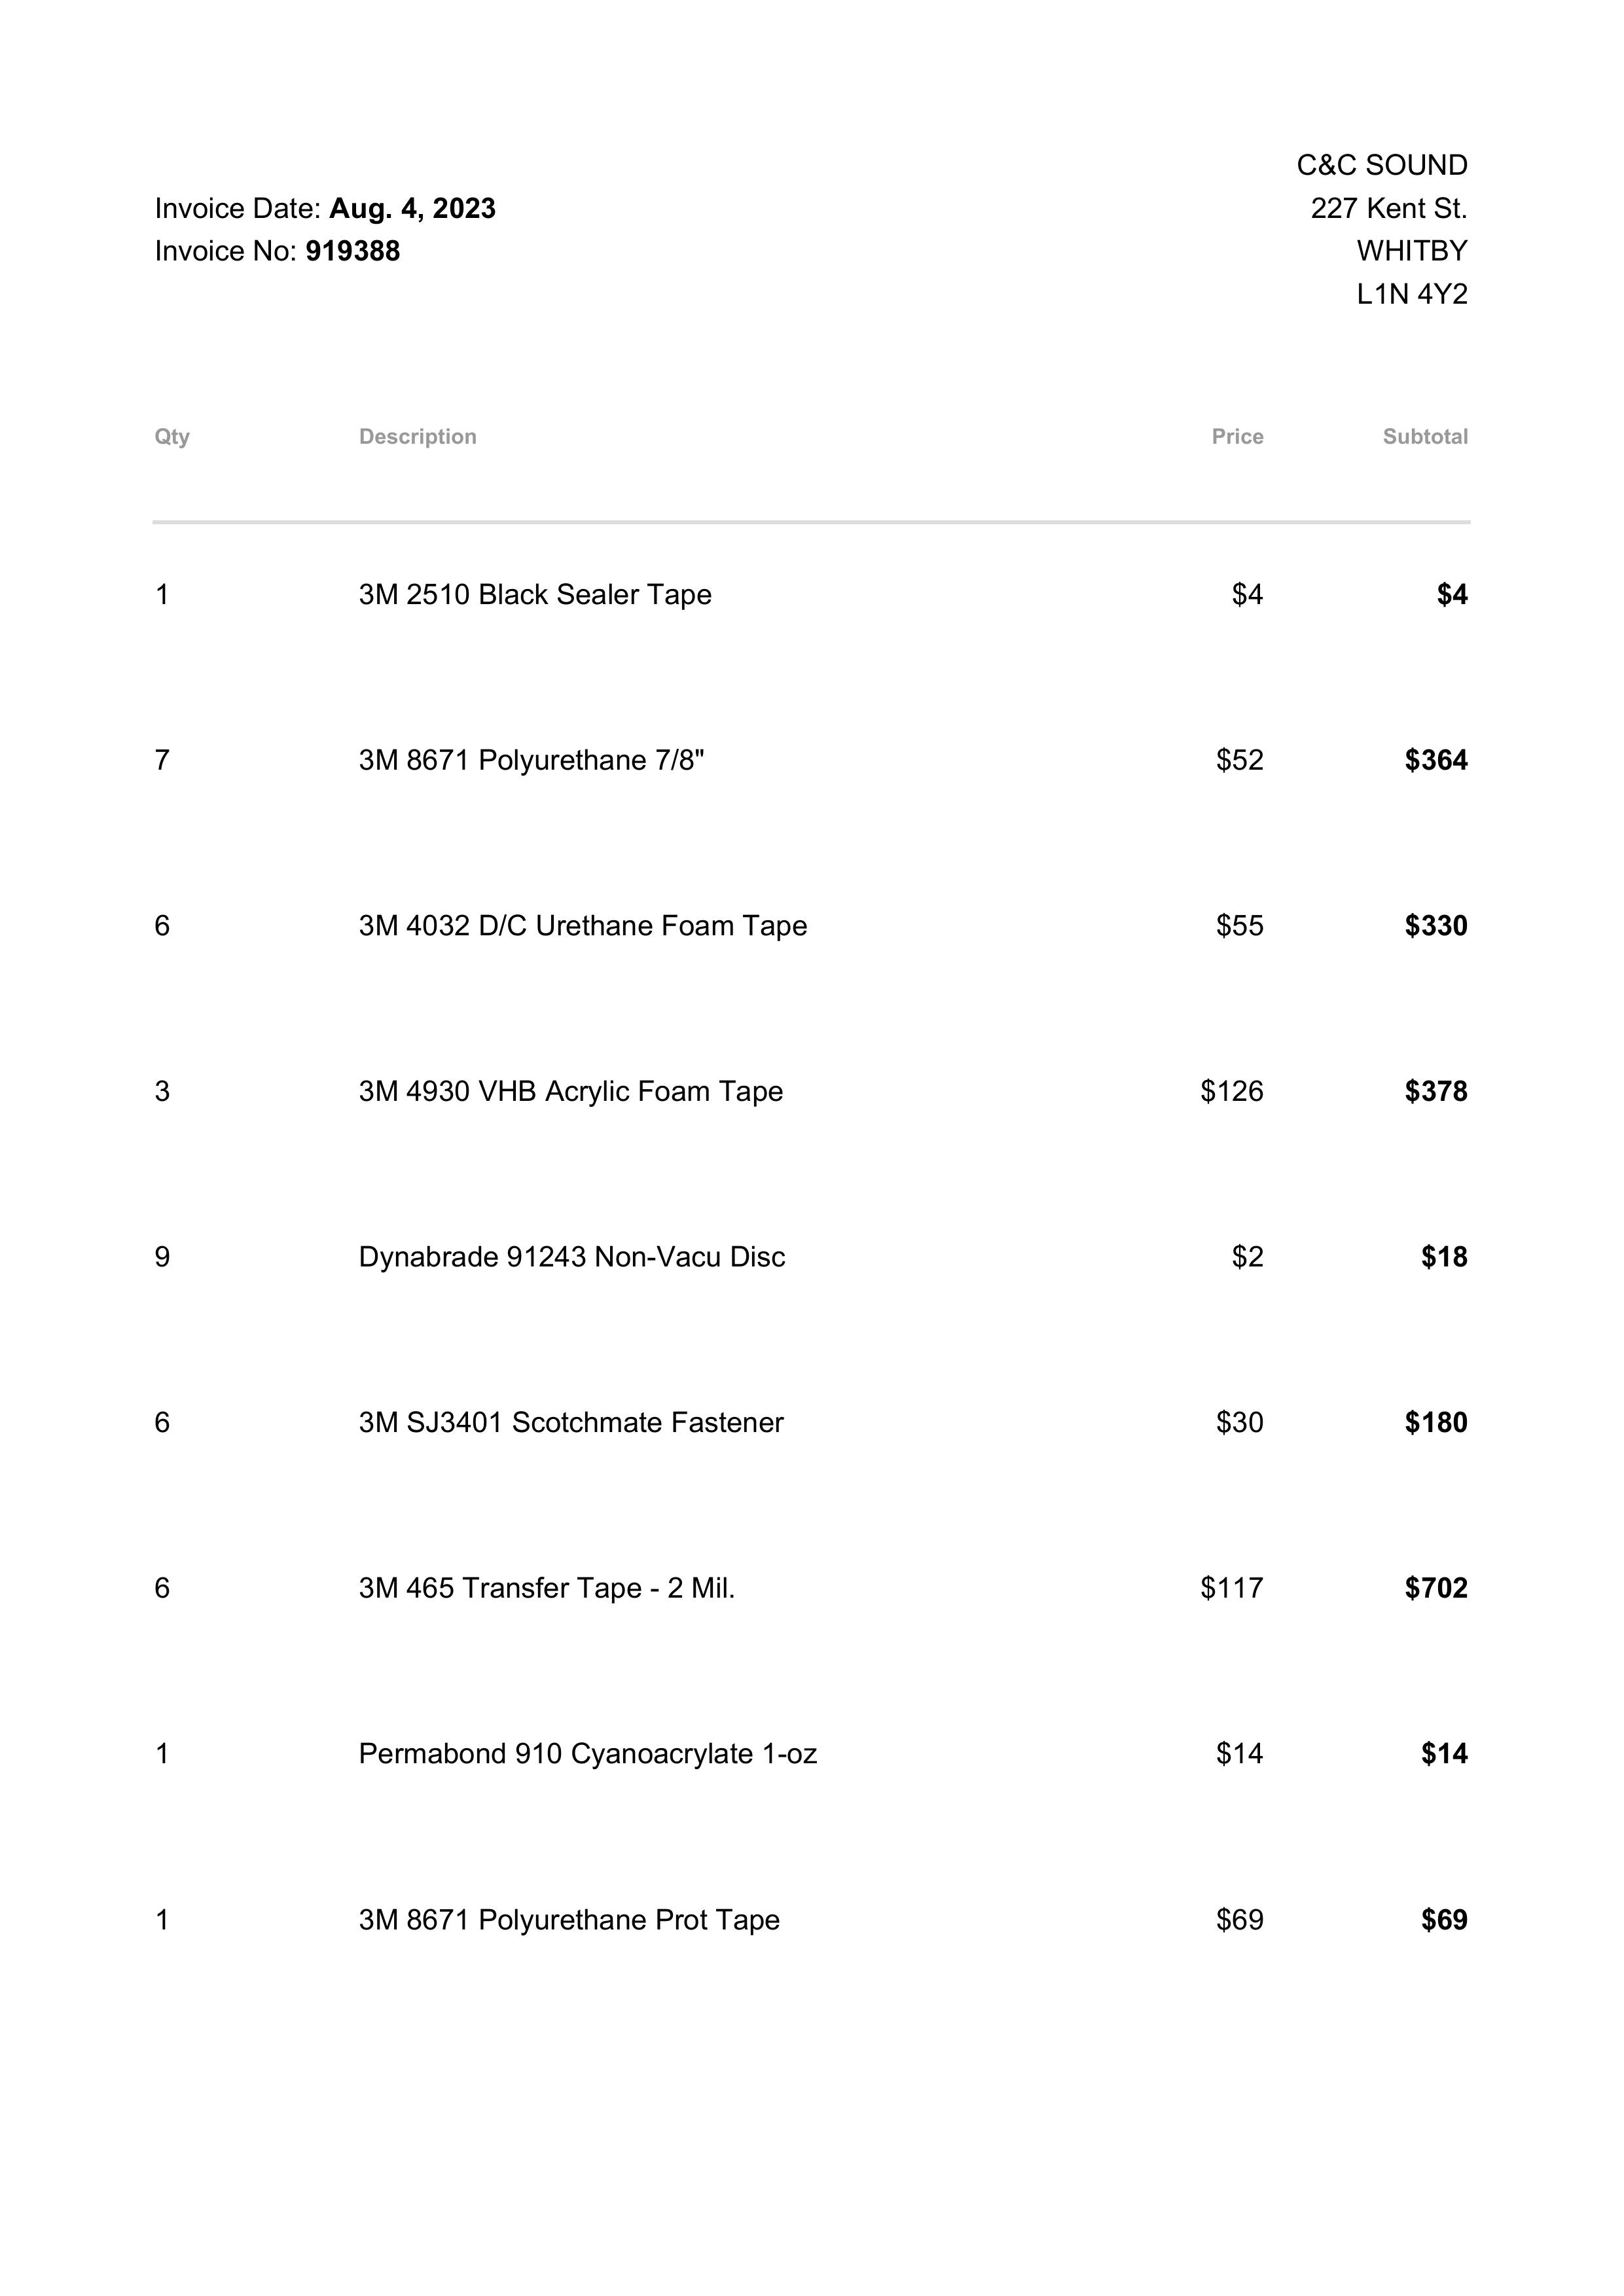 C&C SOUND
Invoice Date: Aug. 4, 2023 227 Kent St.
Invoice No: 919388 WHITBY
L1N 4Y2
Qty Description Price Subtotal
1 3M 2510 Black Sealer Tape $4 $4
7 3M 8671 Polyurethane 7/8" $52 $364
6 3M 4032 D/C Urethane Foam Tape $55 $330
3 3M 4930 VHB Acrylic Foam Tape $126 $378
9 Dynabrade 91243 Non-Vacu Disc $2 $18
6 3M SJ3401 Scotchmate Fastener $30 $180
6 3M 465 Transfer Tape - 2 Mil. $117 $702
1 Permabond 910 Cyanoacrylate 1-oz $14 $14
1 3M 8671 Polyurethane Prot Tape $69 $69